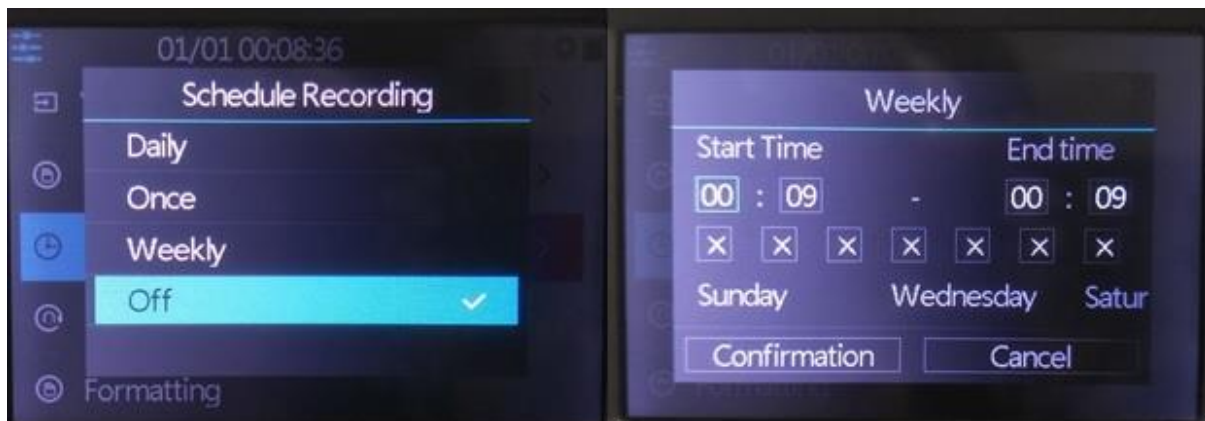 01/01 00:08:36
Schedule Recording
Daily
Once
Weekly
Off
Formatting
Weekly
Start Time End time
00 : 09 - 00 : 09
× × × × × × ×
Sunday Wednesday Satur
Confirmation Cancel